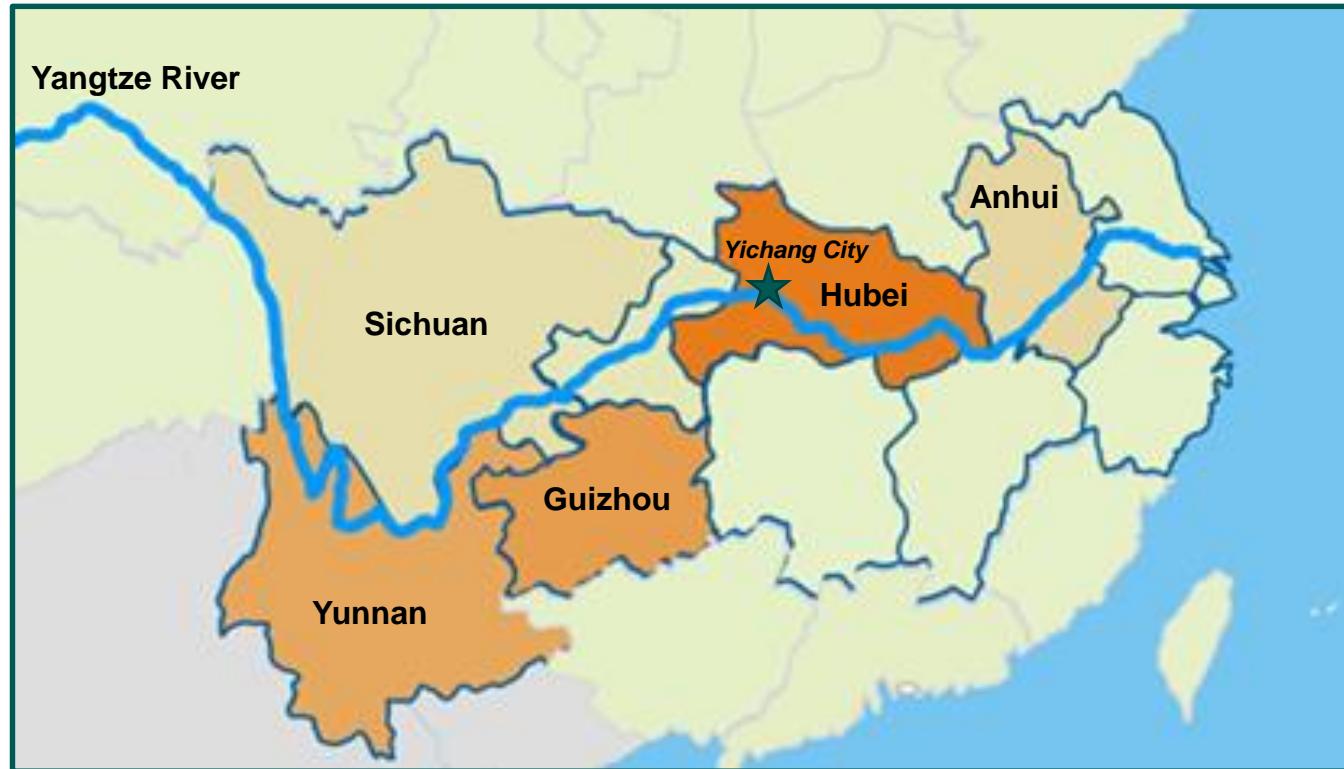 Yangtze River
Anhui
Yichang City
Hubei
Sichuan
Guizhou
Yunnan